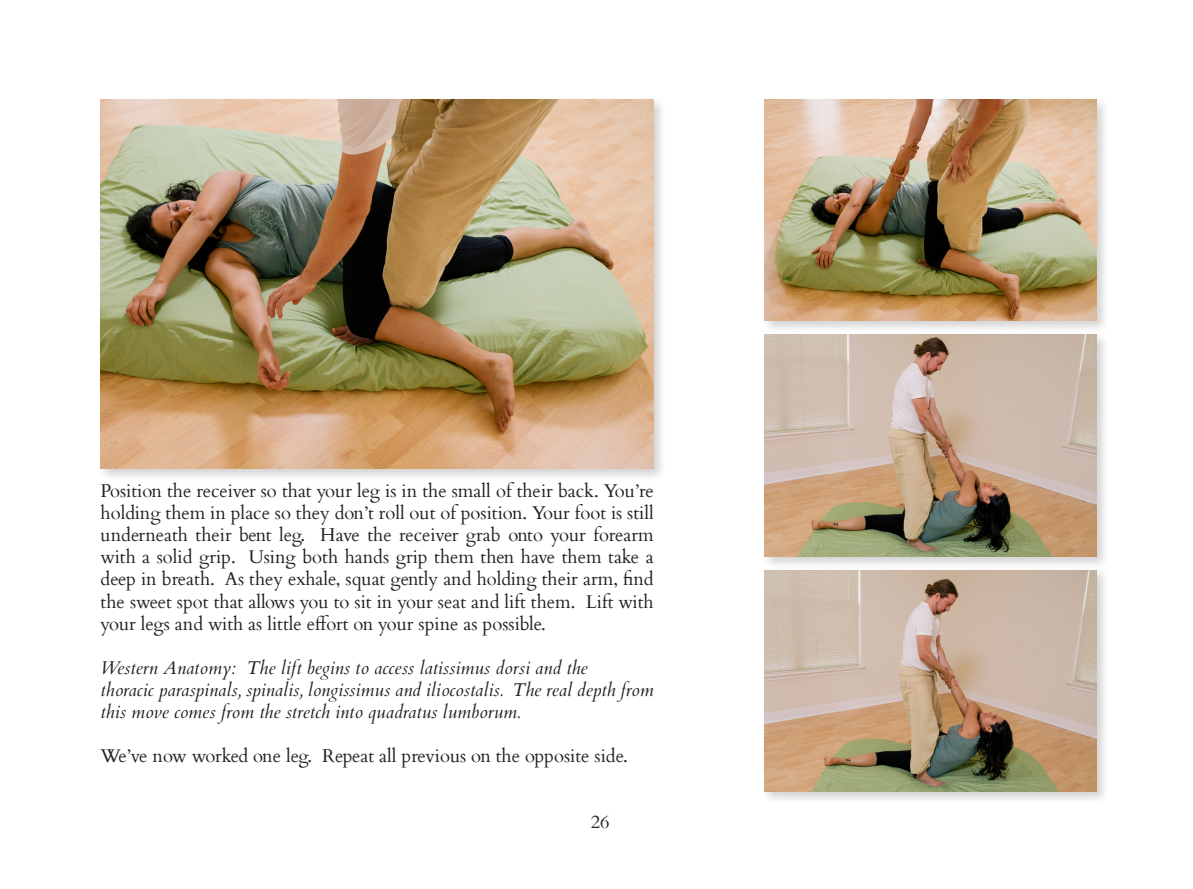 Position the receiver so that your leg is in the small of their back. You're
holding them in place so they don't roll out of position. Your foot is still
underneath their bent leg.  Have the receiver grab onto your forearm
with a solid grip.  Using both hands grip them then have them take a
deep in breath.  As they exhale, squat gently and holding their arm, find
the sweet spot that allows you to sit in your seat and lift them.  Lift with
your legs and with as little effort on your spine as possible.
Western Anatomy:  The lift begins to access latissimus dorsi and the
thoracic paraspinals, spinalis, longissimus and iliocostalis.  The real depth from
this move comes from the stretch into quadratus lumborum.
We've now worked one leg.  Repeat all previous on the opposite side.
26